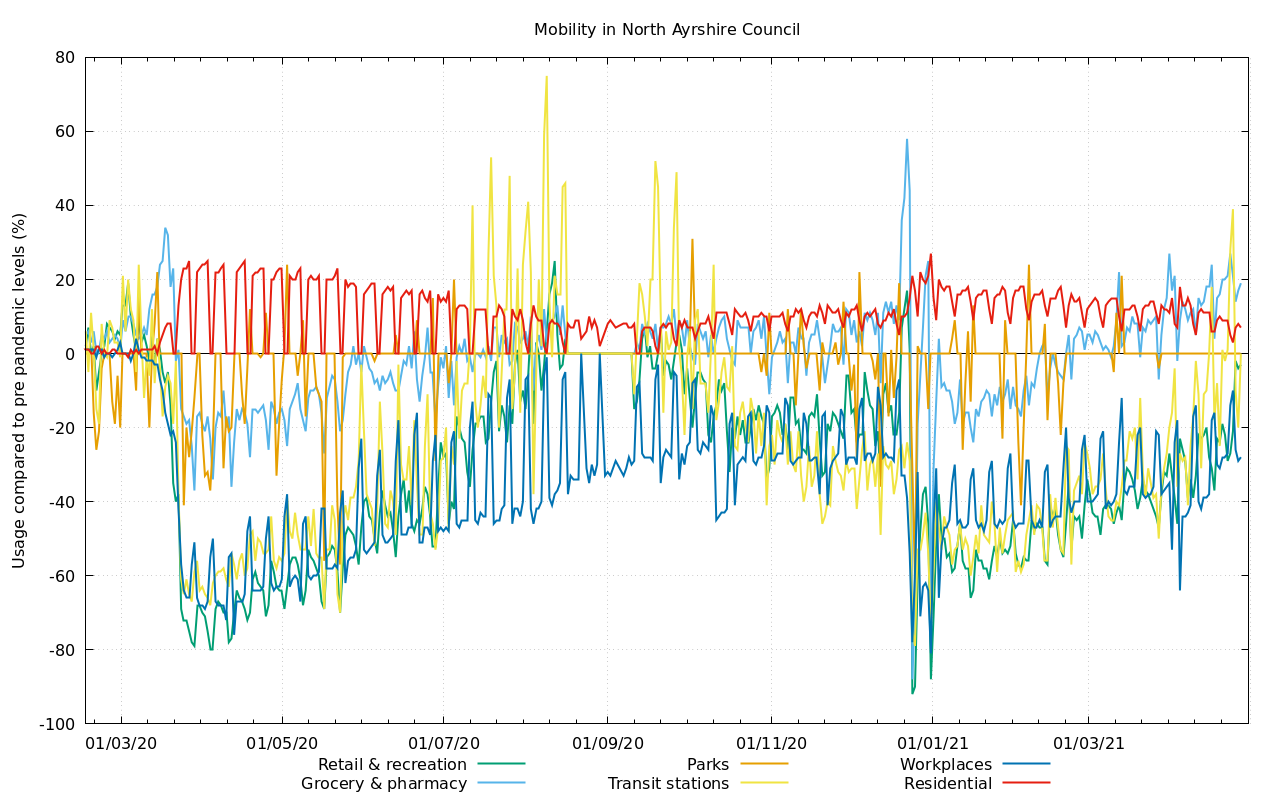 Mobility in North Ayrshire Council
Usage compared to pre pandemic levels (%)
80
60
40
20
0
-20
-40
-60
-80
-100
01/03/20 01/05/20 01/07/20 01/09/20 01/11/20 01/01/21 01/03/21
Retail & recreation Parks Workplaces
Grocery & pharmacy Transit stations Residential